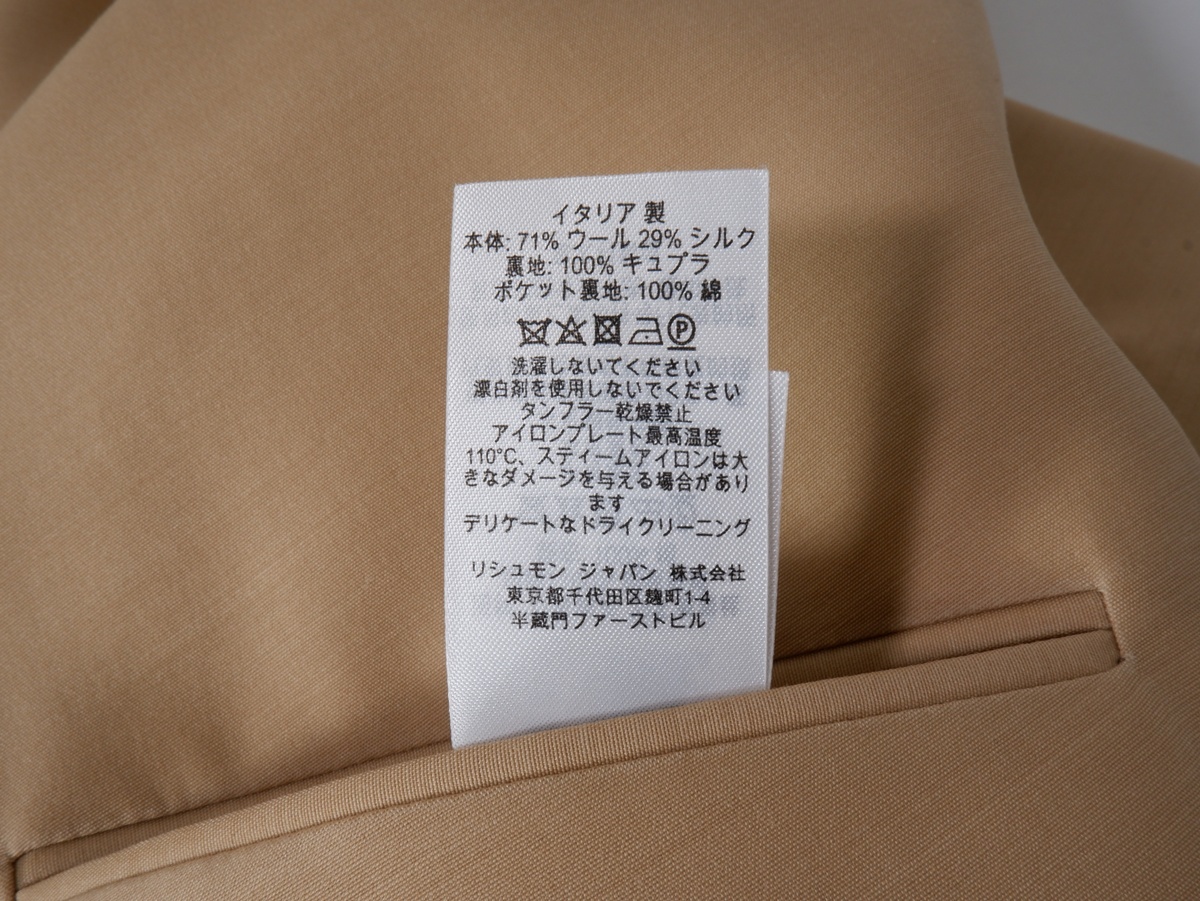 イタリア 製
本体: 71% ウール 29% シルク
裏地: 100% キュプラ
ポケット裏地: 100% 綿
P
洗濯しないてください
漂白剤を使用しないでください
タンフラー乾燥禁止
アイロンプレート最高温度
110°C、スティームアイロンは大
きなダメージを与える場合があり
ます
デリケートなドライクリーニング
リシュモン ジャパン 株式会社
東京都千代田区麹町1-4
半蔵門ファーストビル